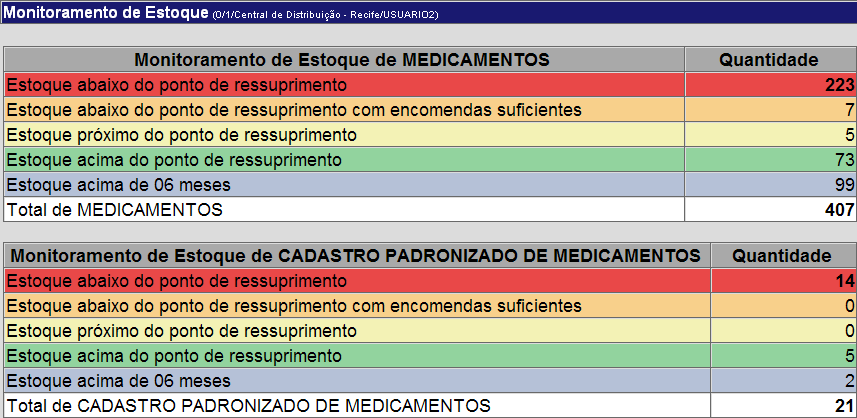 Monitoramento de Estoque (0/1/Central de Distribuição - Recife/USUARIO2)
Monitoramento de Estoque de MEDICAMENTOS Quantidade
Estoque abaixo do ponto de ressuprimento 223
Estoque abaixo do ponto de ressuprimento com encomendas suficientes 7
Estoque próximo do ponto de ressuprimento 5
Estoque acima do ponto de ressuprimento 73
Estoque acima de 06 meses 99
Total de MEDICAMENTOS 407
Monitoramento de Estoque de CADASTRO PADRONIZADO DE MEDICAMENTOS Quantidade
Estoque abaixo do ponto de ressuprimento 14
Estoque abaixo do ponto de ressuprimento com encomendas suficientes 0
Estoque próximo do ponto de ressuprimento 0
Estoque acima do ponto de ressuprimento 5
Estoque acima de 06 meses 2
Total de CADASTRO PADRONIZADO DE MEDICAMENTOS 21